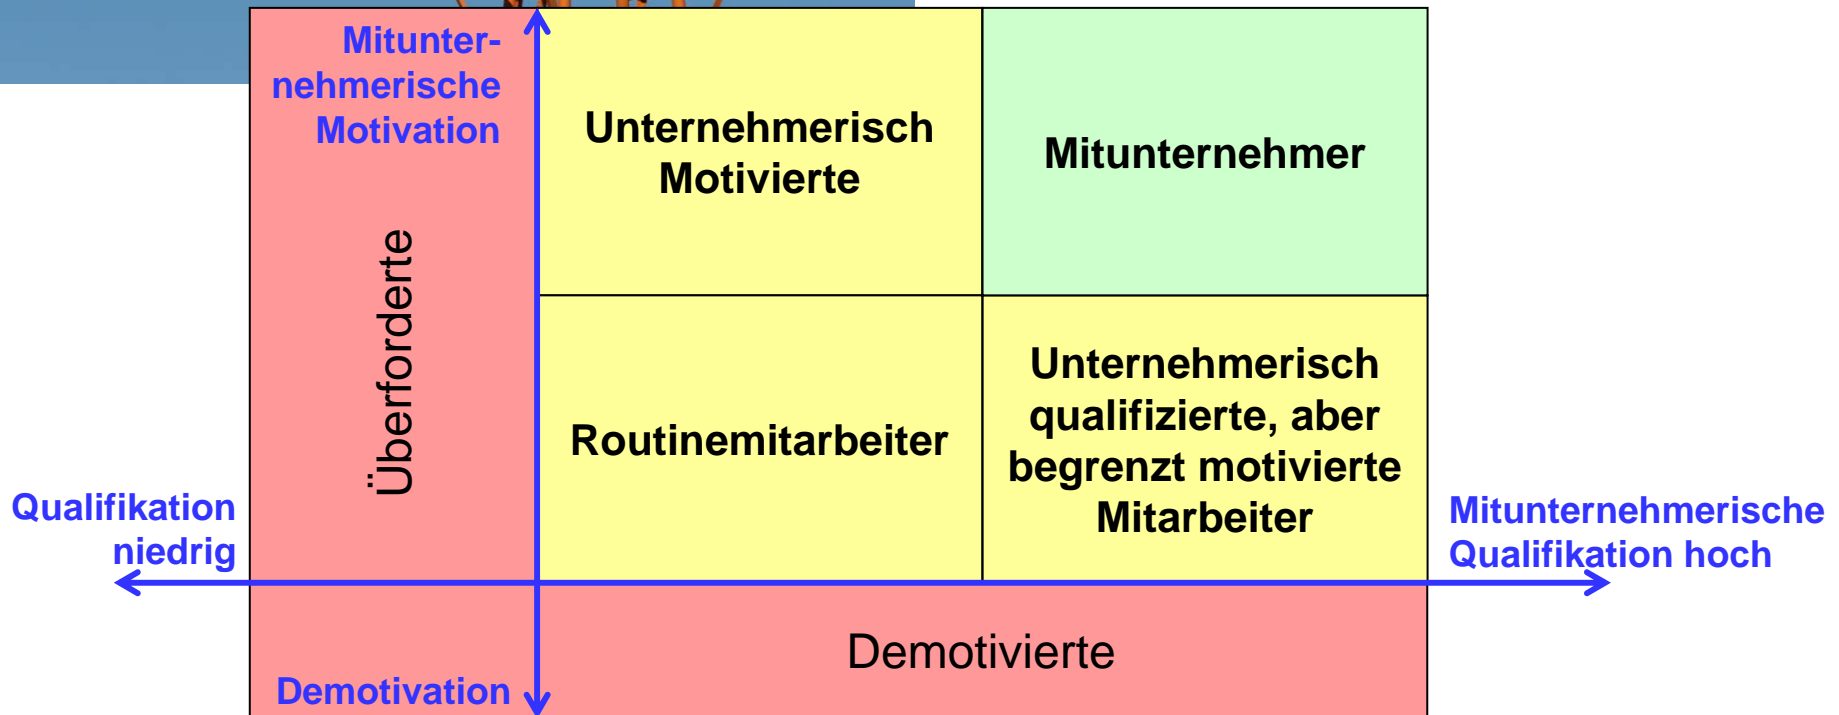 Mitunter-
nehmerische
Motivation
Unternehmerisch
Motivierte
Mitunternehmer
Überforderte
Routinemitarbeiter
Unternehmerisch
qualifizierte, aber
begrenzt motivierte
Mitarbeiter
Qualifikation
niedrig
Mitunternehmerische
Qualifikation hoch
Demotivierte
Demotivation